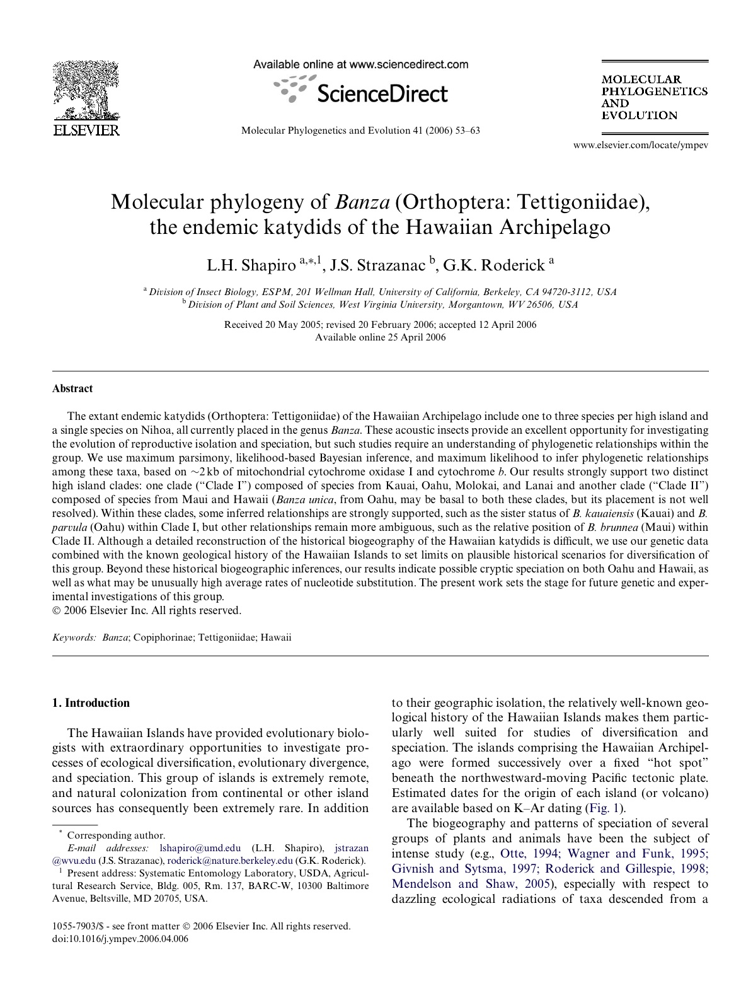 Available online at www.sciencedirect.com
ScienceDirect
ELSEVIER
Molecular Phylogenetics and Evolution 41 (2006) 53–63
MOLECULAR
PHYLOGENETICS
AND
EVOLUTION
www.elsevier.com/locate/ympev
Molecular phylogeny of Banza (Orthoptera: Tettigoniidae),
the endemic katydids of the Hawaiian Archipelago
L.H. Shapiro a,*,1, J.S. Strazanac b, G.K. Roderick a
a Division of Insect Biology, ESPM, 201 Wellman Hall, University of California, Berkeley, CA 94720-3112, USA
b Division of Plant and Soil Sciences, West Virginia University, Morgantown, WV 26506, USA
Received 20 May 2005; revised 20 February 2006; accepted 12 April 2006
Available online 25 April 2006
Abstract
The extant endemic katydids (Orthoptera: Tettigoniidae) of the Hawaiian Archipelago include one to three species per high island and
a single species on Nihoa, all currently placed in the genus Banza. These acoustic insects provide an excellent opportunity for investigating
the evolution of reproductive isolation and speciation, but such studies require an understanding of phylogenetic relationships within the
group. We use maximum parsimony, likelihood-based Bayesian inference, and maximum likelihood to infer phylogenetic relationships
among these taxa, based on ∼2 kb of mitochondrial cytochrome oxidase I and cytochrome b. Our results strongly support two distinct
high island clades: one clade (“Clade I”) composed of species from Kauai, Oahu, Molokai, and Lanai and another clade (“Clade II”)
composed of species from Maui and Hawaii (Banza unica, from Oahu, may be basal to both these clades, but its placement is not well
resolved). Within these clades, some inferred relationships are strongly supported, such as the sister status of B. kauaiensis (Kauai) and B.
parvula (Oahu) within Clade I, but other relationships remain more ambiguous, such as the relative position of B. brunnea (Maui) within
Clade II. Although a detailed reconstruction of the historical biogeography of the Hawaiian katydids is difficult, we use our genetic data
combined with the known geological history of the Hawaiian Islands to set limits on plausible historical scenarios for diversification of
this group. Beyond these historical biogeographic inferences, our results indicate possible cryptic speciation on both Oahu and Hawaii, as
well as what may be unusually high average rates of nucleotide substitution. The present work sets the stage for future genetic and exper-
imental investigations of this group.
© 2006 Elsevier Inc. All rights reserved.
Keywords: Banza; Copiphorinae; Tettigoniidae; Hawaii
1. Introduction
The Hawaiian Islands have provided evolutionary biolo-
gists with extraordinary opportunities to investigate pro-
cesses of ecological diversification, evolutionary divergence,
and speciation. This group of islands is extremely remote,
and natural colonization from continental or other island
sources has consequently been extremely rare. In addition
* Corresponding author.
E-mail addresses: lshapiro@umd.edu (L.H. Shapiro), jstrazan
@wvu.edu (J.S. Strazanac), roderick@nature.berkeley.edu (G.K. Roderick).
1 Present address: Systematic Entomology Laboratory, USDA, Agricul-
tural Research Service, Bldg. 005, Rm. 137, BARC-W, 10300 Baltimore
Avenue, Beltsville, MD 20705, USA.
to their geographic isolation, the relatively well-known geo-
logical history of the Hawaiian Islands makes them partic-
ularly well suited for studies of diversification and
speciation. The islands comprising the Hawaiian Archipel-
ago were formed successively over a fixed “hot spot”
beneath the northwestward-moving Pacific tectonic plate.
Estimated dates for the origin of each island (or volcano)
are available based on K–Ar dating (Fig. 1).
The biogeography and patterns of speciation of several
groups of plants and animals have been the subject of
intense study (e.g., Otte, 1994; Wagner and Funk, 1995;
Givnish and Sytsma, 1997; Roderick and Gillespie, 1998;
Mendelson and Shaw, 2005), especially with respect to
dazzling ecological radiations of taxa descended from a
1055-7903/$ - see front matter © 2006 Elsevier Inc. All rights reserved.
doi:10.1016/j.ympev.2006.04.006